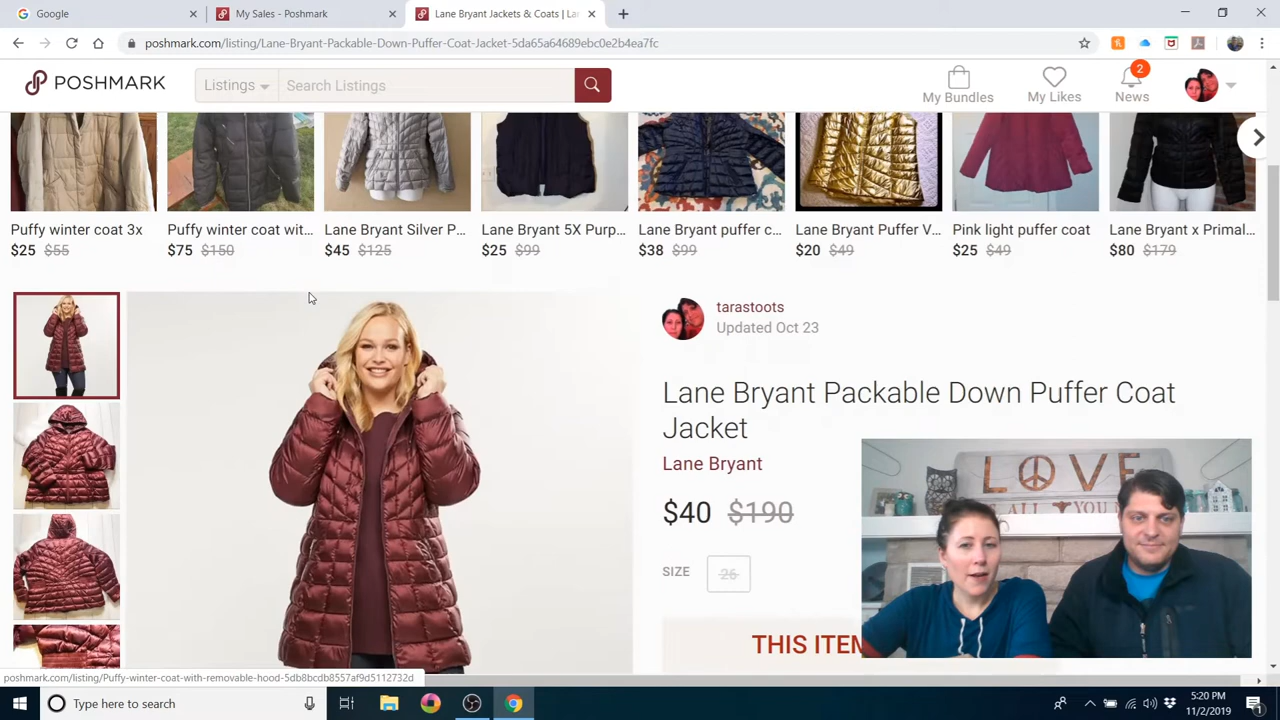 Google
My Sales - Poshmark
Lane Bryant Jackets & Coats | Lan
poshmark.com/listing/Lane-Bryant-Packable-Down-Puffer-Coat-Jacket-5da65a64689ebc0e2b4ea7fc
POSHMARK
Listings
Search Listings
My Bundles
My Likes
2
News
Puffy winter coat 3x
$25 $55
Puffy winter coat wit...
$75 $150
Lane Bryant Silver P...
$45 $125
Lane Bryant 5X Purp...
$25 $99
Lane Bryant puffer c...
$38 $99
Lane Bryant Puffer V...
$20 $49
Pink light puffer coat
$25 $49
Lane Bryant x Primal...
$80 $179
tarastoots
Updated Oct 23
Lane Bryant Packable Down Puffer Coat
Jacket
Lane Bryant
$40 $190
SIZE
26
THIS ITEM
LOVE
poshmark.com/listing/Puffy-winter-coat-with-removable-hood-5db8bcdb8557af9d5112732d
Type here to search
5:20 PM
11/2/2019
1